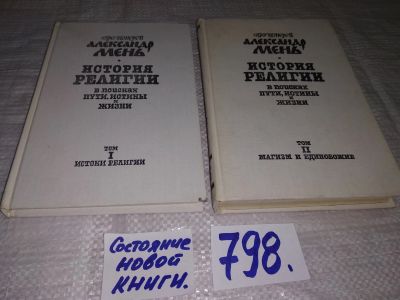 протоиерей
АЛЕКСАНДР
МЕНЬ
ИСТОРИЯ
РЕЛИГИИ
В ПОИСКАХ
ПУТИ, ИСТИНЫ
И
ЖИЗНИ
ТОМ
I
ИСТОКИ РЕЛИГИИ
протоиерей
АЛЕКСАНДР
МЕНЬ
ИСТОРИЯ
РЕЛИГИИ
В ПОИСКАХ
ПУТИ, ИСТИНЫ
И
ЖИЗНИ
ТОМ
II
МАГИЗМ И ЕДИНОБОЖИЕ
Состояние
новой
книги.
798.